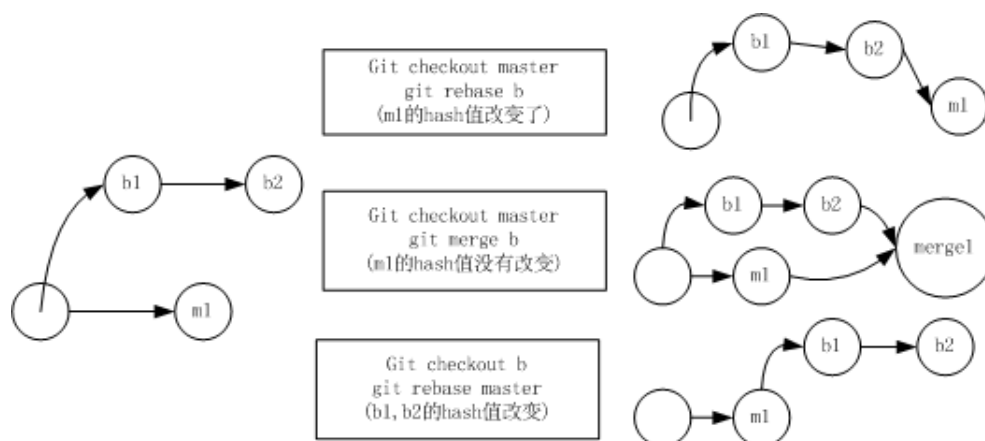 Git checkout master
git rebase b
(m1的hash值改变了)
b1
b2
m1
b1
b2
m1
Git checkout master
git merge b
(m1的hash值没有改变)
b1
b2
m1
merge1
Git checkout b
git rebase master
(b1,b2的hash值改变)
b1
b2
m1